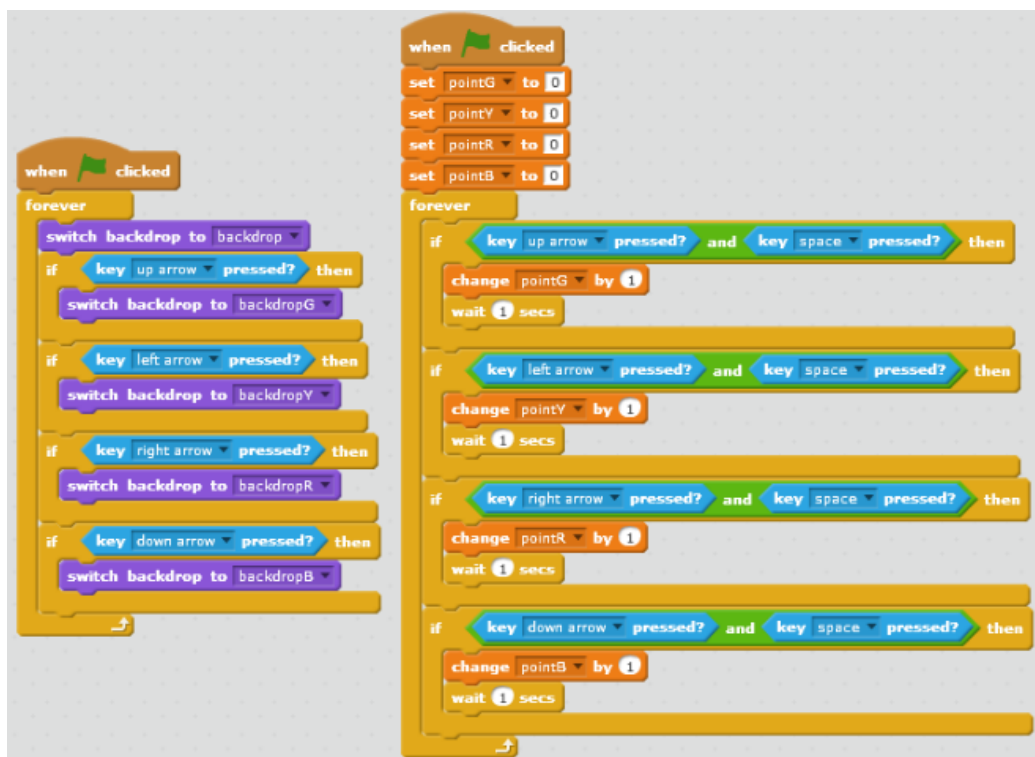 when clicked
forever
switch backdrop to backdrop
if key up arrow pressed? then
switch backdrop to backdropG
if key left arrow pressed? then
switch backdrop to backdropY
if key right arrow pressed? then
switch backdrop to backdropR
if key down arrow pressed? then
switch backdrop to backdropB
when clicked
set pointG to 0
set pointY to 0
set pointR to 0
set pointB to 0
forever
if key up arrow pressed? and key space pressed? then
change pointG by 1
wait 1 secs
if key left arrow pressed? and key space pressed? then
change pointY by 1
wait 1 secs
if key right arrow pressed? and key space pressed? then
change pointR by 1
wait 1 secs
if key down arrow pressed? and key space pressed? then
change pointB by 1
wait 1 secs